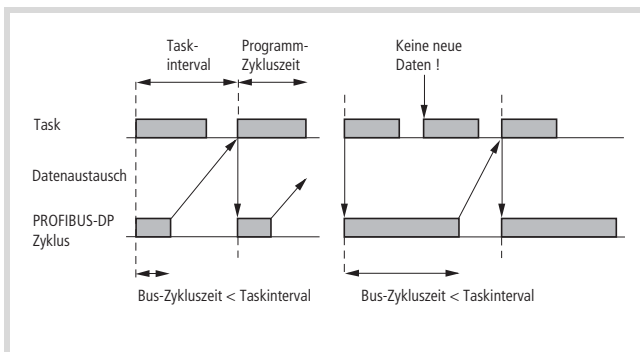 Task-
interval
Programm-
Zykluszeit
Keine neue
Daten !
Task
Datenaustausch
PROFIBUS-DP
Zyklus
Bus-Zykluszeit < Taskinterval
Bus-Zykluszeit < Taskinterval